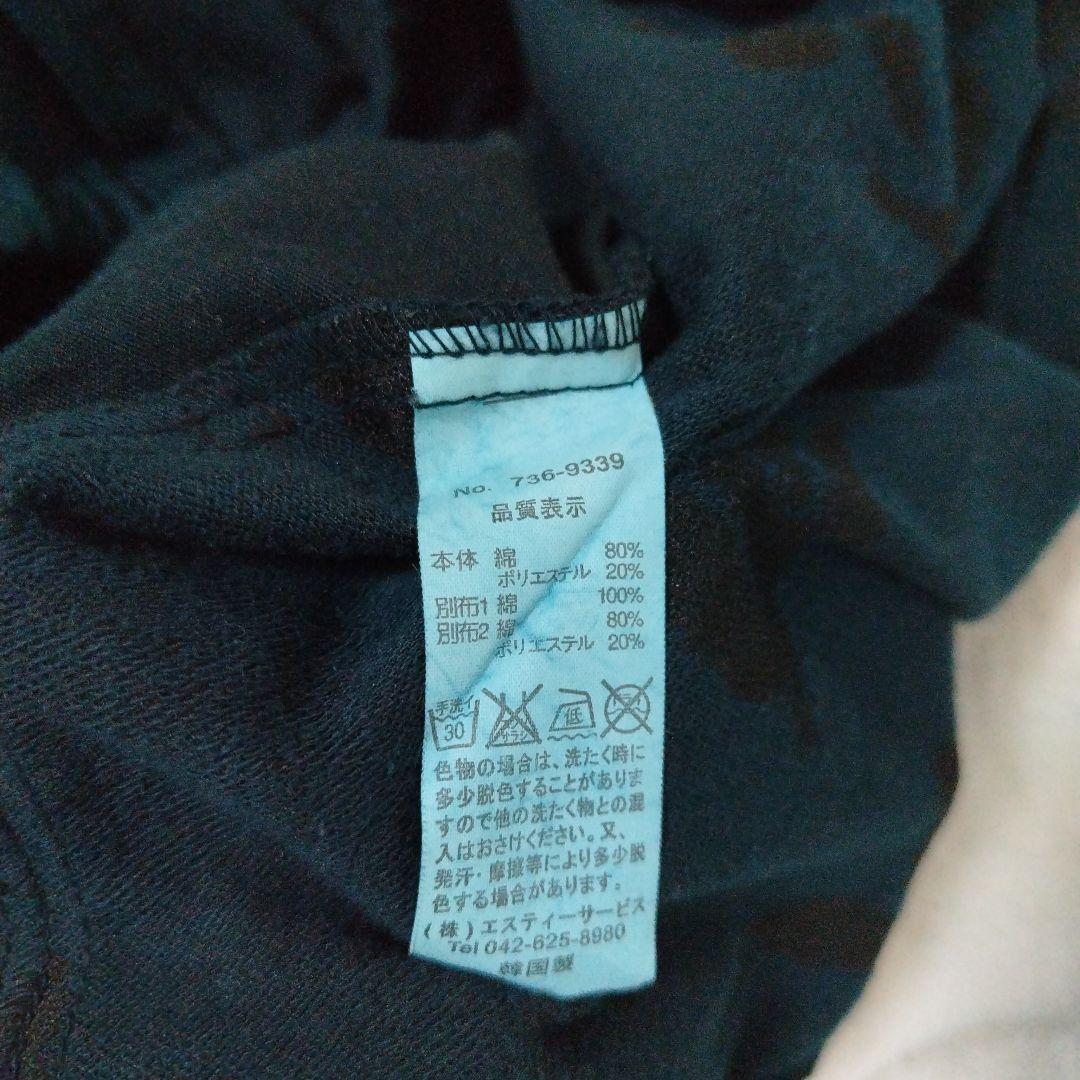 No. 736-9339
品質表示
本体 綿 80%
ポリエステル 20%
別布1 綿 100%
別布2 綿 80%
ポリエステル 20%
手洗イ 30 サラシ 低 ドライ
色物の場合は、洗たく時に
多少脱色することがありま
すので他の洗たく物との混
入はおさけください。又、
発汗・摩擦等により多少脱
色する場合があります。
(株)エスティーサービス
Tel 042-625-8980
韓国製